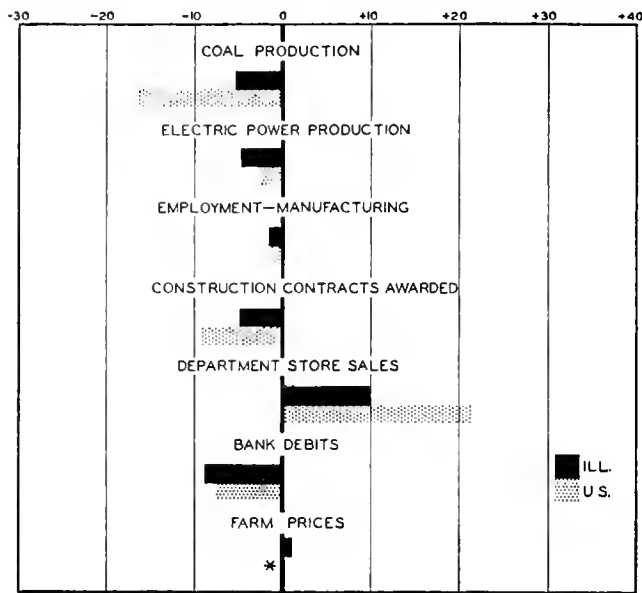 -30 -20 -10 0 +10 +20 +30 +40
COAL PRODUCTION
ELECTRIC POWER PRODUCTION
EMPLOYMENT—MANUFACTURING
CONSTRUCTION CONTRACTS AWARDED
DEPARTMENT STORE SALES
BANK DEBITS
ILL.
U.S.
FARM PRICES
*